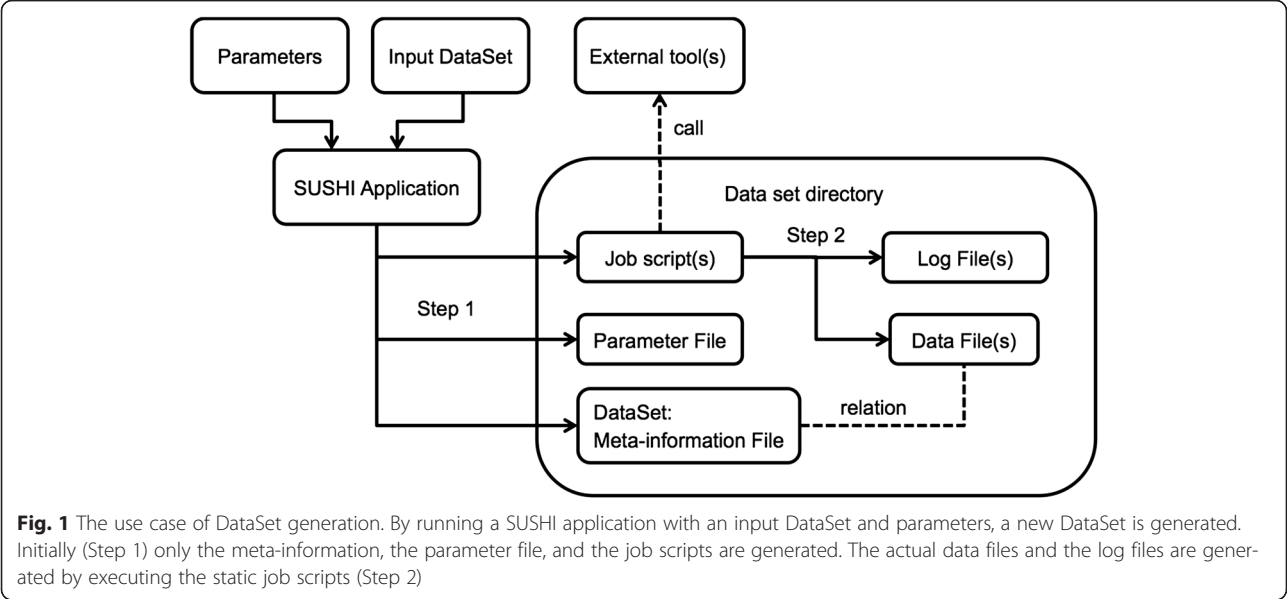 Parameters
Input DataSet
External tool(s)
call
SUSHI Application
Data set directory
Step 2
Job script(s)
Log File(s)
Step 1
Parameter File
Data File(s)
DataSet:
Meta-information File
relation
Fig. 1 The use case of DataSet generation. By running a SUSHI application with an input DataSet and parameters, a new DataSet is generated.
Initially (Step 1) only the meta-information, the parameter file, and the job scripts are generated. The actual data files and the log files are gener-
ated by executing the static job scripts (Step 2)